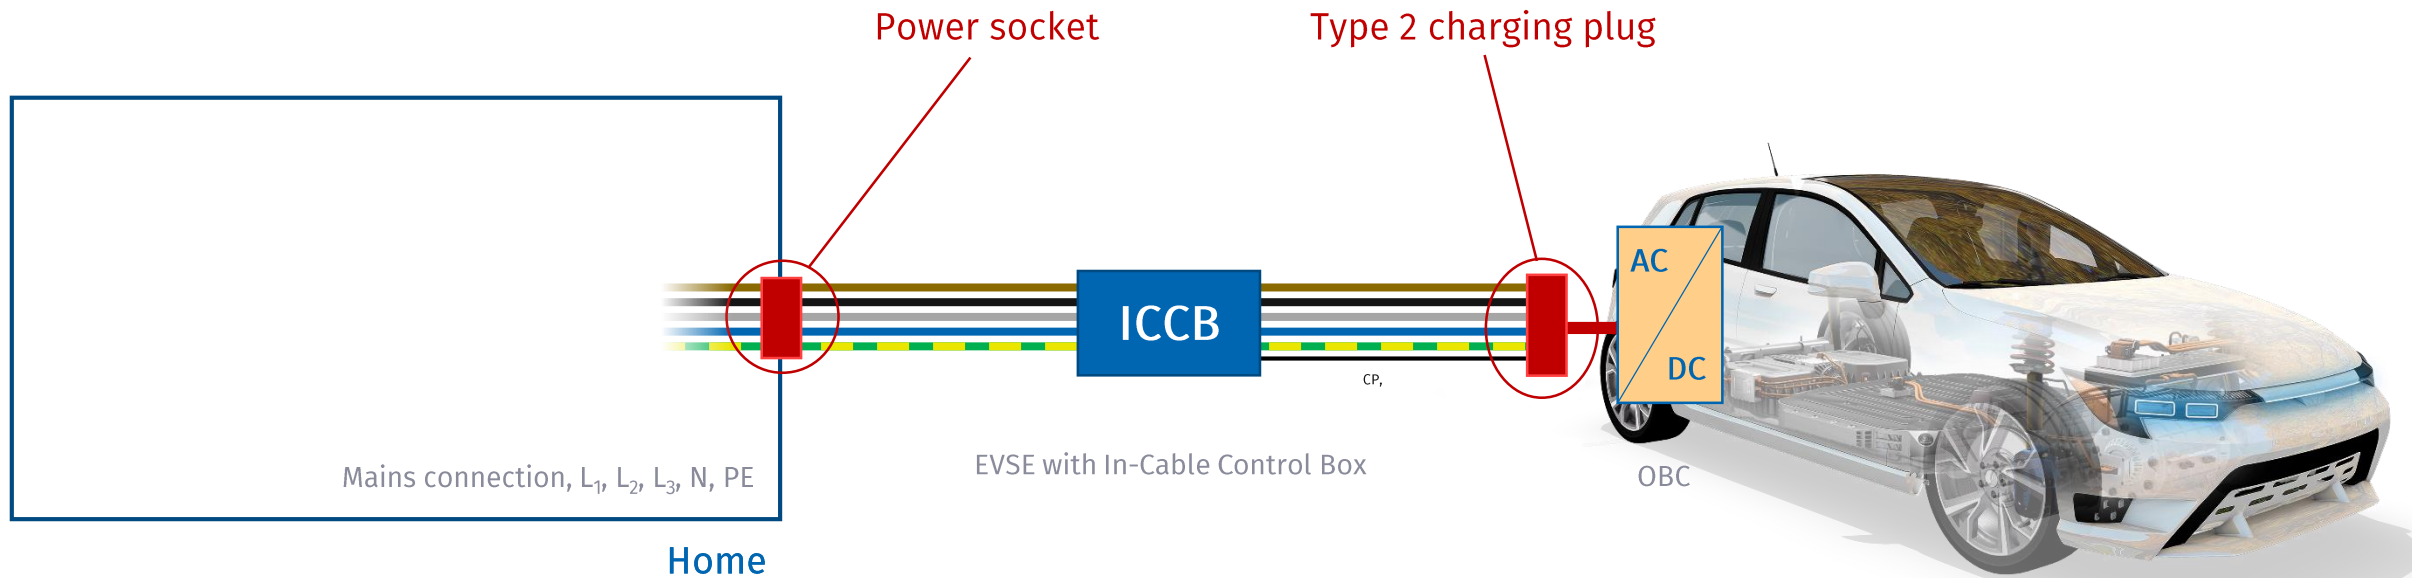 Power socket
Type 2 charging plug
AC
ICCB
DC
CP,
EVSE with In-Cable Control Box
Mains connection, L1, L2, L3, N, PE
OBC
Home